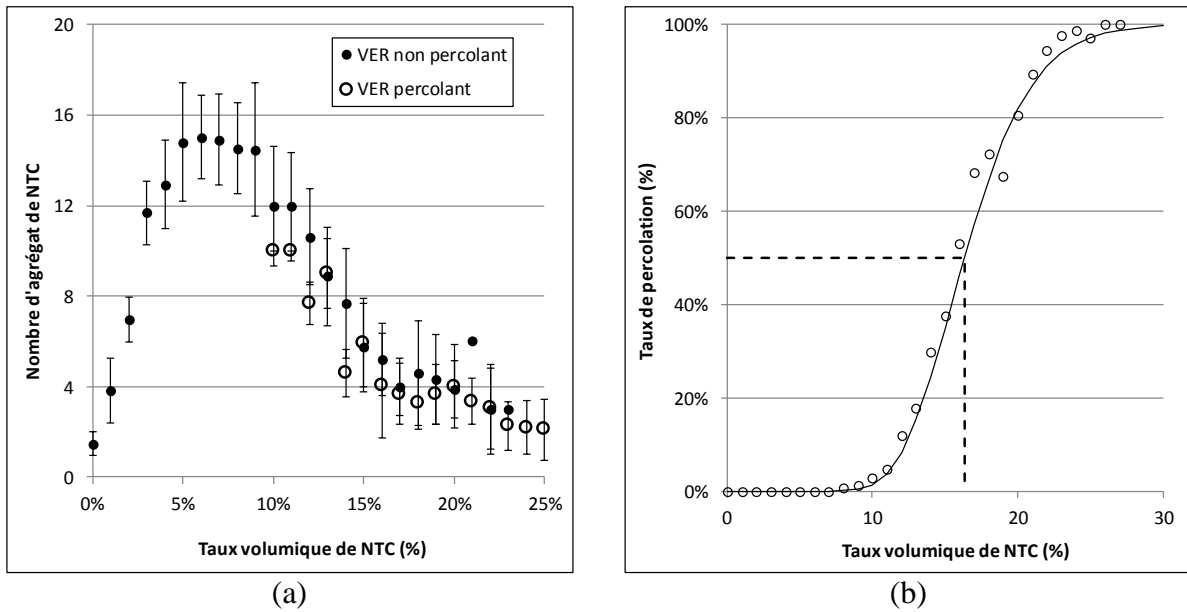 20
16
12
8
4
0
Nombre d'agrégat de NTC
VER non percolant
VER percolant
0% 5% 10% 15% 20% 25%
Taux volumique de NTC (%)
(a)
100%
80%
60%
40%
20%
0%
Taux de percolation (%)
0 10 20 30
Taux volumique de NTC (%)
(b)